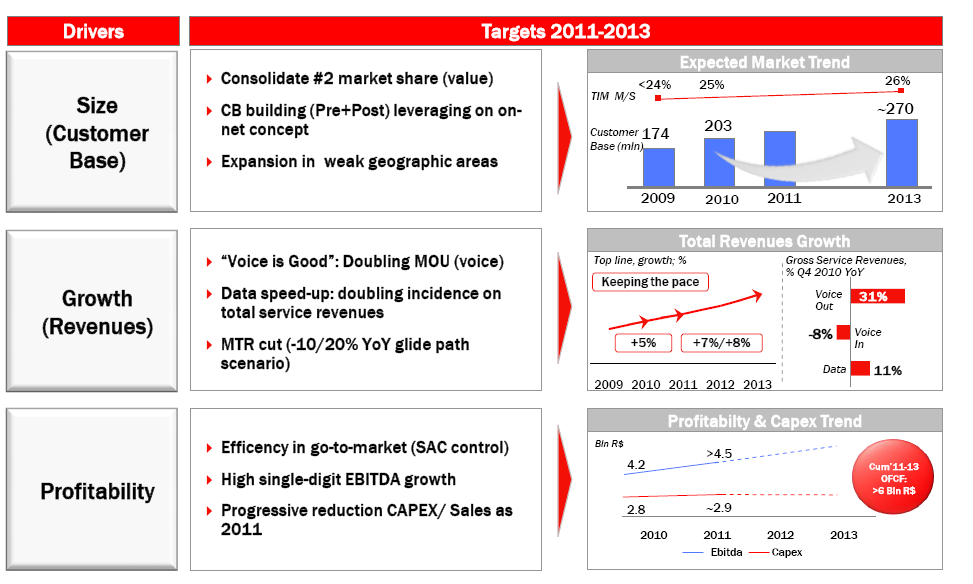 Drivers
Targets 2011-2013
Size
(Customer
Base)
Consolidate #2 market share (value)
CB building (Pre+Post) leveraging on on-
net concept
Expansion in weak geographic areas
Expected Market Trend
<24% 25% 26%
TIM M/S
~270
Customer
Base (mln)
174 203
2009 2010 2011 2013
Growth
(Revenues)
“Voice is Good”: Doubling MOU (voice)
Data speed-up: doubling incidence on
total service revenues
MTR cut (-10/20% YoY glide path
scenario)
Total Revenues Growth
Top line, growth; %
Keeping the pace
+5% +7%/+8%
2009 2010 2011 2012 2013
Gross Service Revenues,
% Q4 2010 YoY
Voice
Out
31%
-8%
Voice
In
Data 11%
Profitability
Efficency in go-to-market (SAC control)
High single-digit EBITDA growth
Progressive reduction CAPEX/ Sales as
2011
Profitabilty & Capex Trend
Bln R$
4.2 >4.5
2.8 ~2.9
2010 2011 2012 2013
Ebitda Capex
Cum'11-13
OFCF:
>6 Bln R$